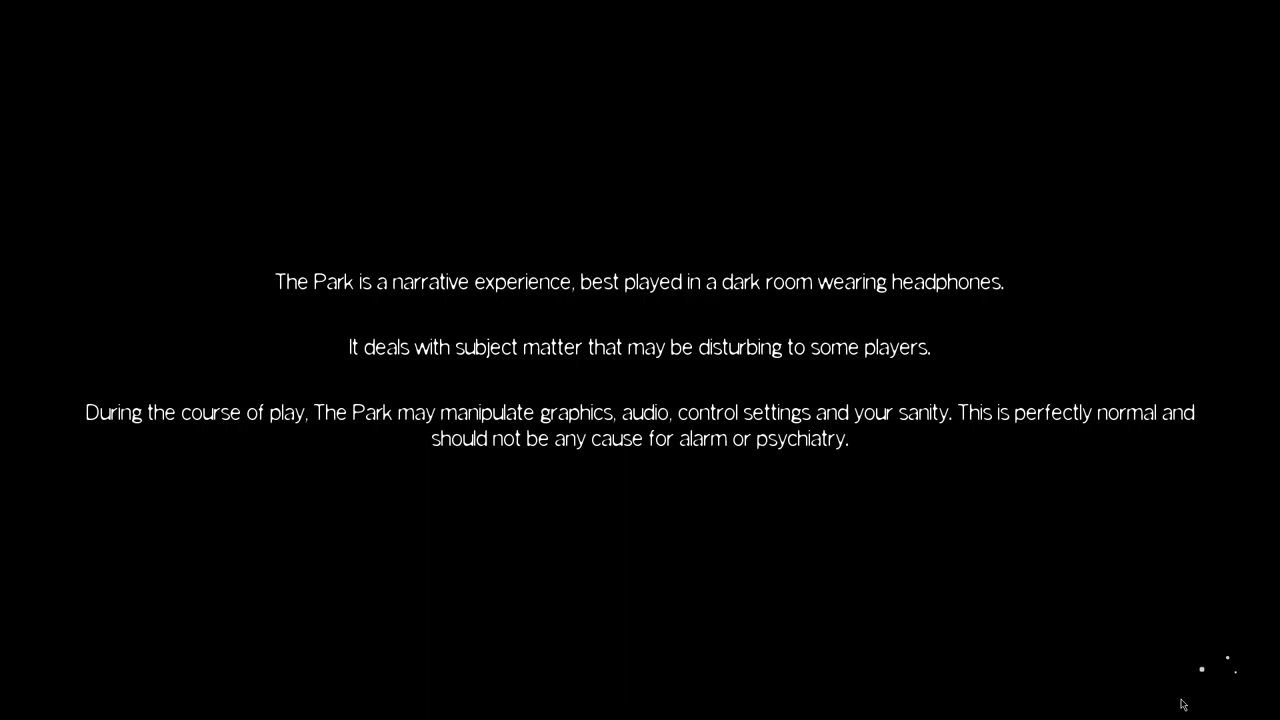 The Park is a narrative experience, best played in a dark room wearing headphones.
It deals with subject matter that may be disturbing to some players.
During the course of play, The Park may manipulate graphics, audio, control settings and your sanity. This is perfectly normal and
should not be any cause for alarm or psychiatry.